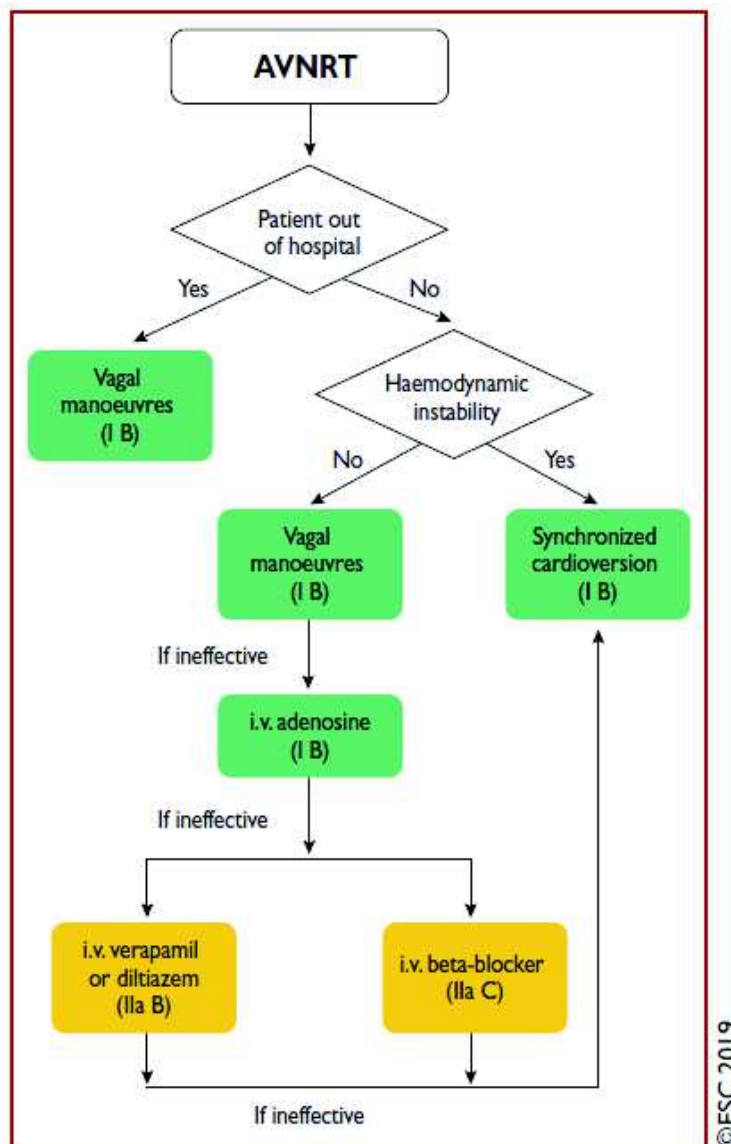 AVNRT
Patient out
of hospital
Yes
No
Vagal
manoeuvres
(I B)
Haemodynamic
instability
No
Yes
Vagal
manoeuvres
(I B)
Synchronized
cardioversion
(I B)
If ineffective
i.v. adenosine
(I B)
If ineffective
i.v. verapamil
or diltiazem
(IIa B)
i.v. beta-blocker
(IIa C)
If ineffective
©ESC 2019